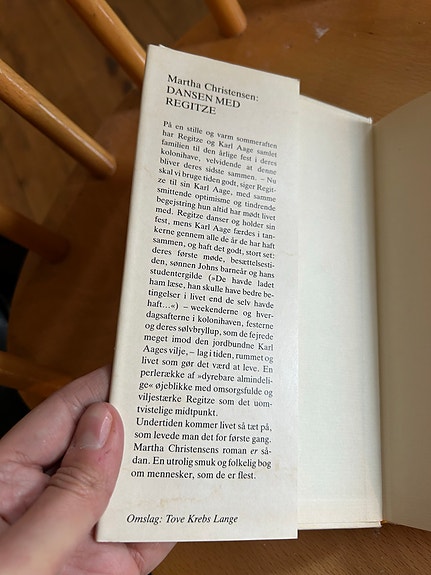 Martha Christensen:
DANSEN MED
REGITZE
På en stille og varm sommeraften
har Regitze og Karl Aage samlet
familien til den årlige fest i deres
kolonihave, velvidende at denne
bliver deres sidste sammen. – Nu
skal vi bruge tiden godt, siger Regit-
ze til sin Karl Aage, med samme
smittende optimisme og tindrende
begejstring hun altid har mødt livet
med. Regitze danser og holder sin
fest, mens Karl Aage færdes i tan-
kerne gennem alle de år de har haft
sammen, og haft det godt, stort set:
deres første møde, besættelsesti-
den, sønnen Johns barneår og hans
studentergilde (»De havde ladet
ham læse, han skulle have bedre be-
tingelser i livet end de selv havde
haft...«) – weekenderne og hver-
dagsaftenerne i kolonihaven, festerne
og deres sølvbryllup, som de fejrede
meget imod den jordbundne Karl
Aages vilje, – lag i tiden, rummet og
livet som gør det værd at leve. En
perlerække af »dyrebare almindeli-
ge« øjeblikke med omsorgsfulde og
viljestærke Regitze som det uom-
tvistelige midtpunkt.
Undertiden kommer livet så tæt på,
som levede man det for første gang.
Martha Christensens roman er så-
dan. En utrolig smuk og folkelig bog
om mennesker, som de er flest.
Omslag: Tove Krebs Lange